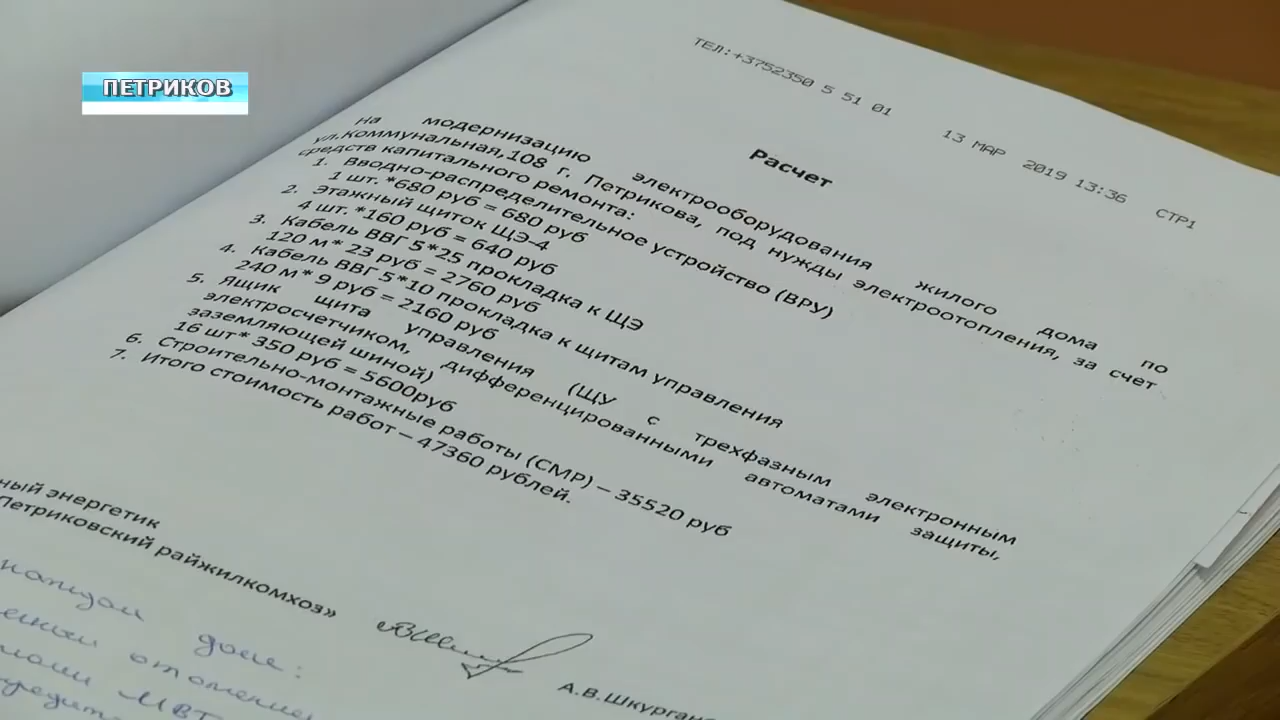 ПЕТРИКОВ
ТЕЛ:+3752350 5 51 01 13 МАР 2019 13:36 СТР1
Расчет
На модернизацию электрооборудования жилого дома по
ул.Коммунальная,108 г. Петрикова, под нужды электроотопления, за счет
средств капитального ремонта:
1. Вводно-распределительное устройство (ВРУ)
1 шт. *680 руб = 680 руб
2. Этажный щиток ЩЭ-4
4 шт. *160 руб = 640 руб
3. Кабель ВВГ 5*25 прокладка к ЩЭ
120 м * 23 руб = 2760 руб
4. Кабель ВВГ 5*10 прокладка к щитам управления
240 м * 9 руб = 2160 руб
5. Ящик щита управления (ЩУ с трехфазным электронным
электросчетчиком, дифференцированными автоматами защиты,
заземляющей шиной)
16 шт* 350 руб = 5600руб
6. Строительно-монтажные работы (СМР) – 35520 руб
7. Итого стоимость работ – 47360 рублей.
ный энергетик
Петриковский райжилкомхоз»
А.В.Шкурган
доме:
МВТ